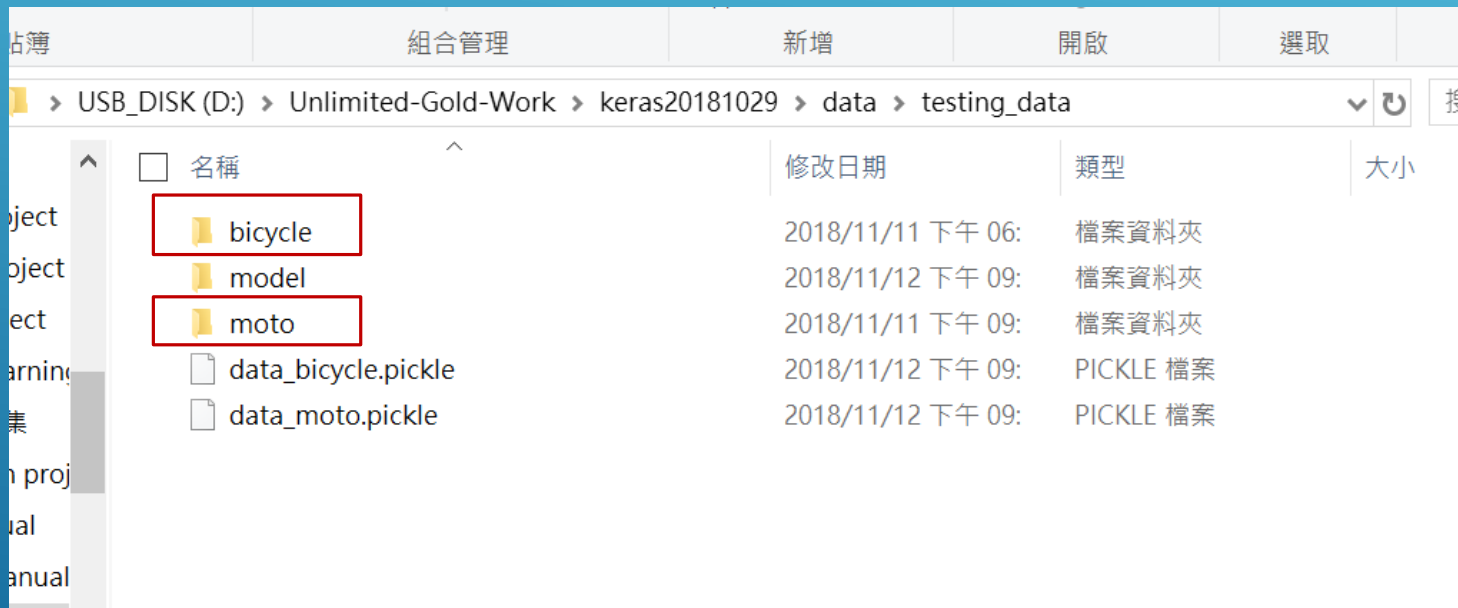 組合管理 新增 開啟 選取
USB_DISK (D:) > Unlimited-Gold-Work > keras20181029 > data > testing_data
名稱 修改日期 類型 大小
bicycle 2018/11/11 下午 06: 檔案資料夾
model 2018/11/12 下午 09: 檔案資料夾
moto 2018/11/11 下午 09: 檔案資料夾
data_bicycle.pickle 2018/11/12 下午 09: PICKLE 檔案
data_moto.pickle 2018/11/12 下午 09: PICKLE 檔案